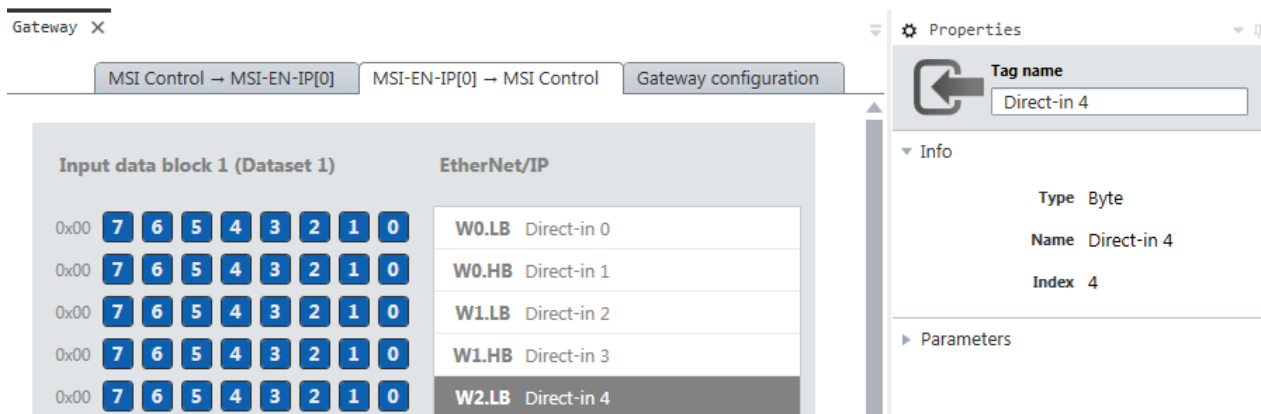 Gateway X
MSI Control → MSI-EN-IP[0]
MSI-EN-IP[0] → MSI Control
Gateway configuration
Input data block 1 (Dataset 1)
EtherNet/IP
0x00 7 6 5 4 3 2 1 0 W0.LB Direct-in 0
0x00 7 6 5 4 3 2 1 0 W0.HB Direct-in 1
0x00 7 6 5 4 3 2 1 0 W1.LB Direct-in 2
0x00 7 6 5 4 3 2 1 0 W1.HB Direct-in 3
0x00 7 6 5 4 3 2 1 0 W2.LB Direct-in 4
Properties
Tag name
Direct-in 4
Info
Type Byte
Name Direct-in 4
Index 4
Parameters